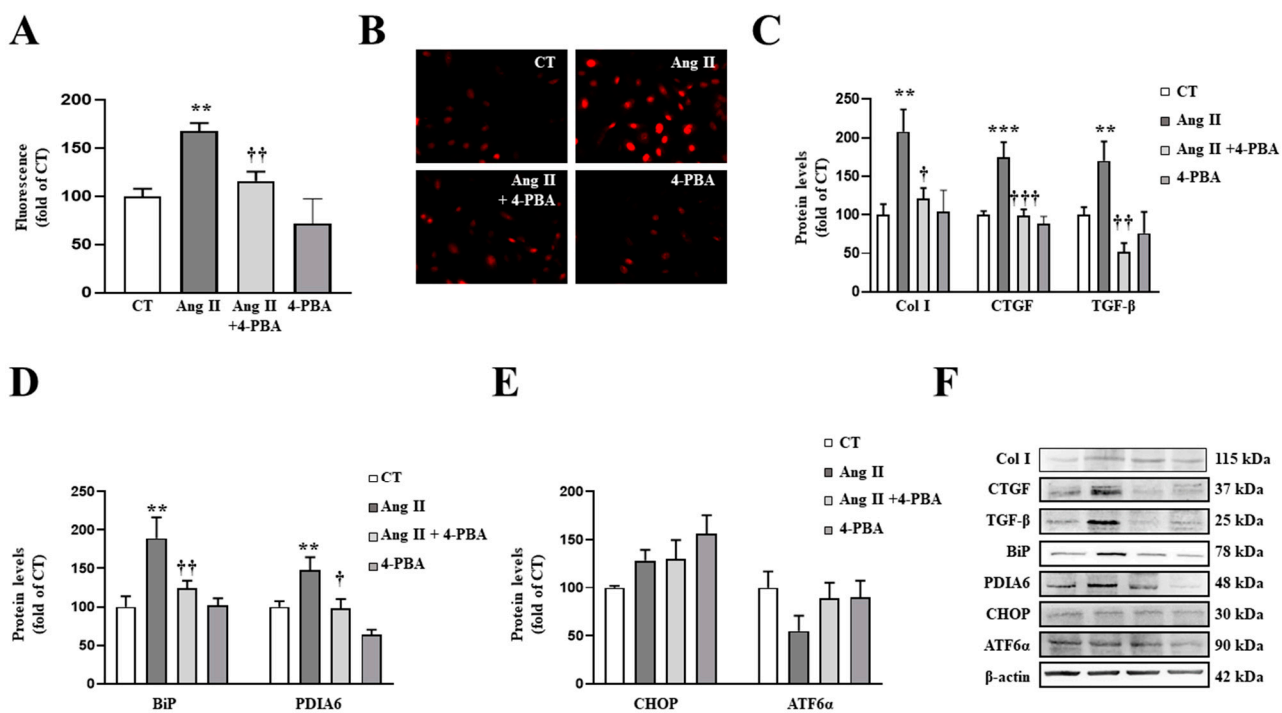 A
Fluorescence
(fold of CT)
200
150
100
50
0
**
††
CT
Ang II
Ang II
+4-PBA
4-PBA
B
CT
Ang II
Ang II
+ 4-PBA
4-PBA
C
Protein levels
(fold of CT)
250
200
150
100
50
0
**
†
***
†††
**
††
Col I
CTGF
TGF-β
CT
Ang II
Ang II +4-PBA
4-PBA
D
Protein levels
(fold of CT)
250
200
150
100
50
0
**
††
**
†
BiP
PDIA6
CT
Ang II
Ang II + 4-PBA
4-PBA
E
Protein levels
(fold of CT)
200
150
100
50
0
CHOP
ATF6α
CT
Ang II
Ang II +4-PBA
4-PBA
F
Col I 115 kDa
CTGF 37 kDa
TGF-β 25 kDa
BiP 78 kDa
PDIA6 48 kDa
CHOP 30 kDa
ATF6α 90 kDa
β-actin 42 kDa